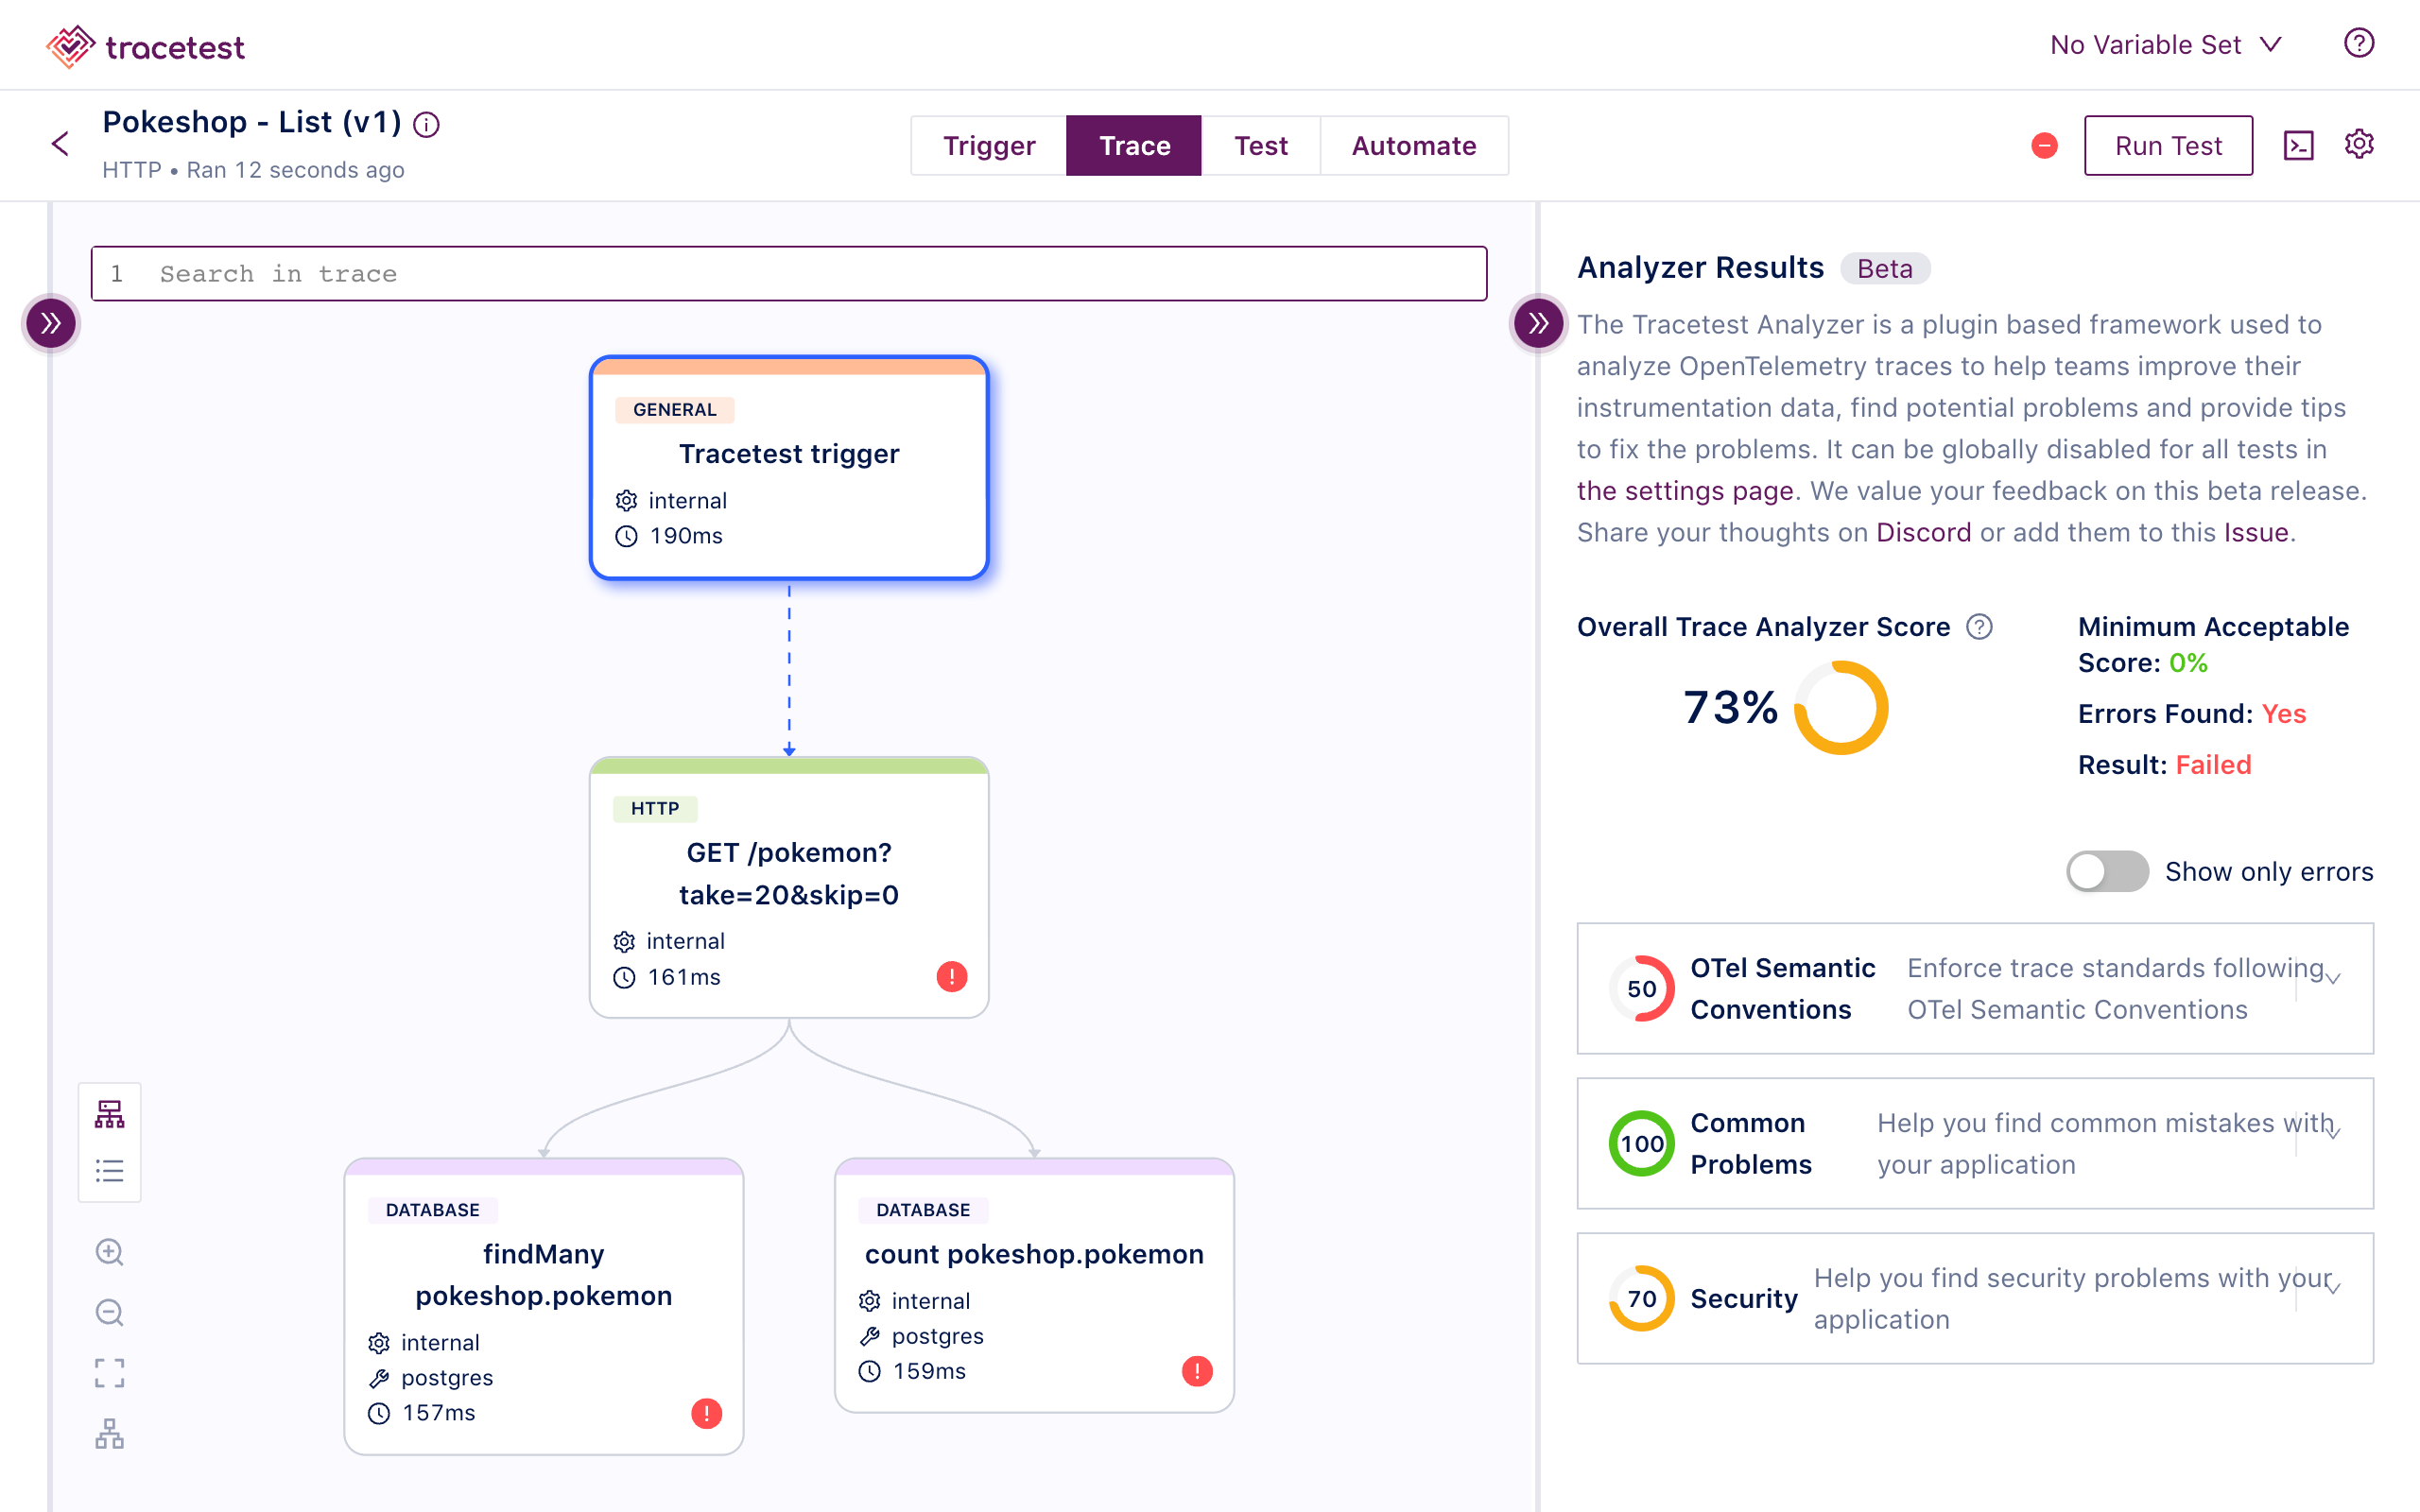 tracetest
No Variable Set
Pokeshop - List (v1)
HTTP • Ran 12 seconds ago
Trigger
Trace
Test
Automate
Run Test
1 Search in trace
GENERAL
Tracetest trigger
internal
190ms
HTTP
GET /pokemon?
take=20&skip=0
internal
161ms
DATABASE
findMany
pokeshop.pokemon
internal
postgres
157ms
DATABASE
count pokeshop.pokemon
internal
postgres
159ms
Analyzer Results Beta
The Tracetest Analyzer is a plugin based framework used to
analyze OpenTelemetry traces to help teams improve their
instrumentation data, find potential problems and provide tips
to fix the problems. It can be globally disabled for all tests in
the settings page. We value your feedback on this beta release.
Share your thoughts on Discord or add them to this Issue.
Overall Trace Analyzer Score
73%
Minimum Acceptable
Score: 0%
Errors Found: Yes
Result: Failed
Show only errors
50
OTel Semantic
Conventions
Enforce trace standards following
OTel Semantic Conventions
100
Common
Problems
Help you find common mistakes with
your application
70
Security
Help you find security problems with your
application